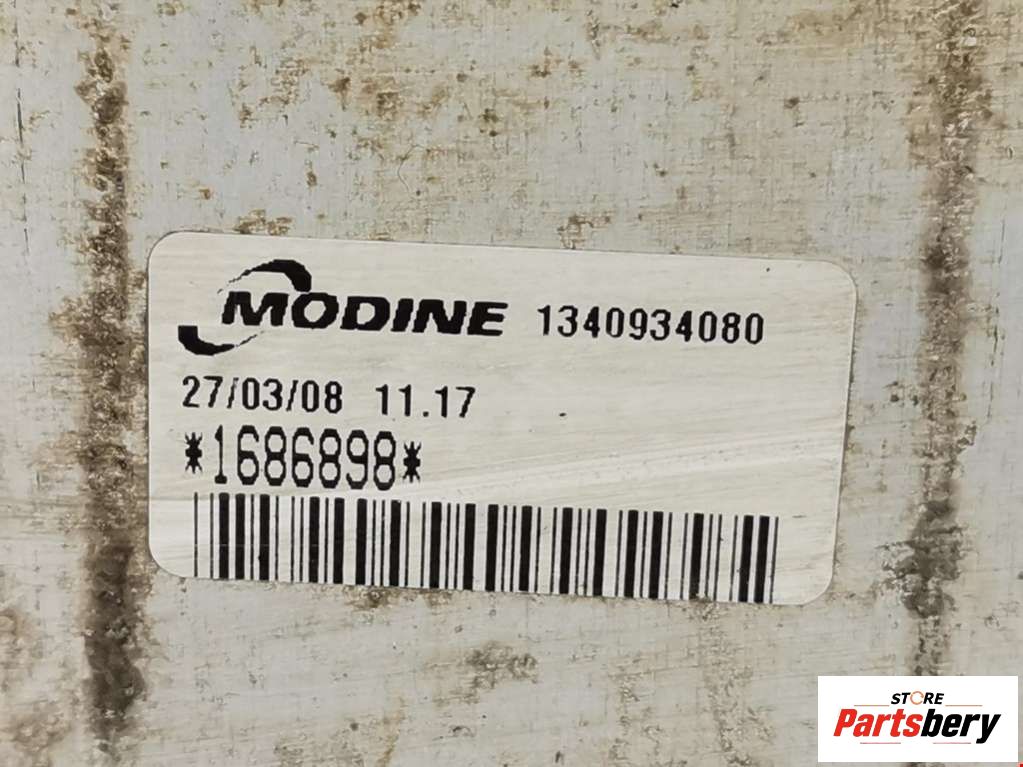 MODINE 1340934080
27/03/08 11.17
*1686898*
STORE
Partsbery